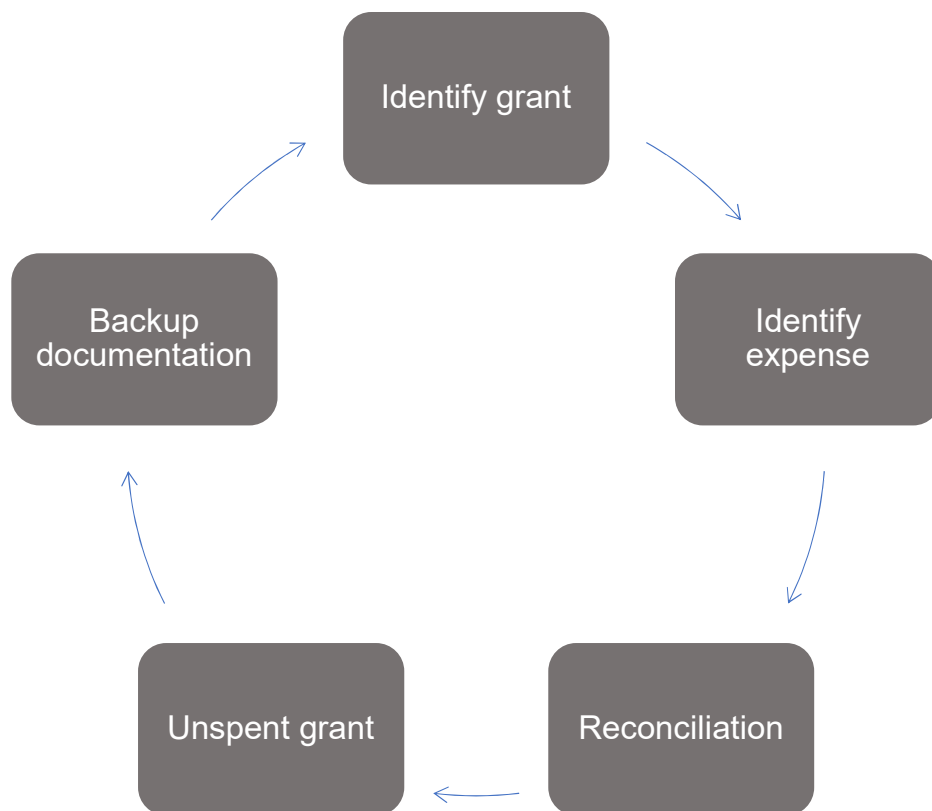 Identify grant
Identify
expense
Reconciliation
Unspent grant
Backup
documentation